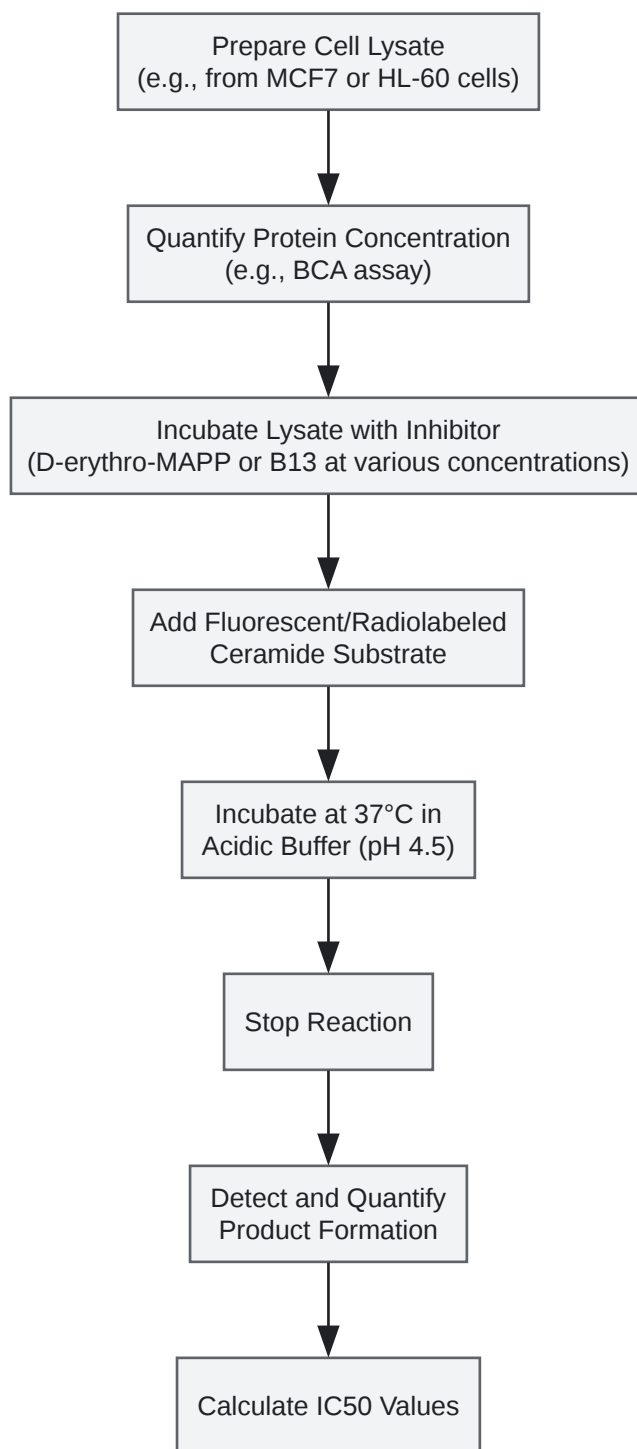 Prepare Cell Lysate
(e.g., from MCF7 or HL-60 cells)
Quantify Protein Concentration
(e.g., BCA assay)
Incubate Lysate with Inhibitor
(D-erythro-MAPP or B13 at various concentrations)
Add Fluorescent/Radiolabeled
Ceramide Substrate
Incubate at 37°C in
Acidic Buffer (pH 4.5)
Stop Reaction
Detect and Quantify
Product Formation
Calculate IC50 Values